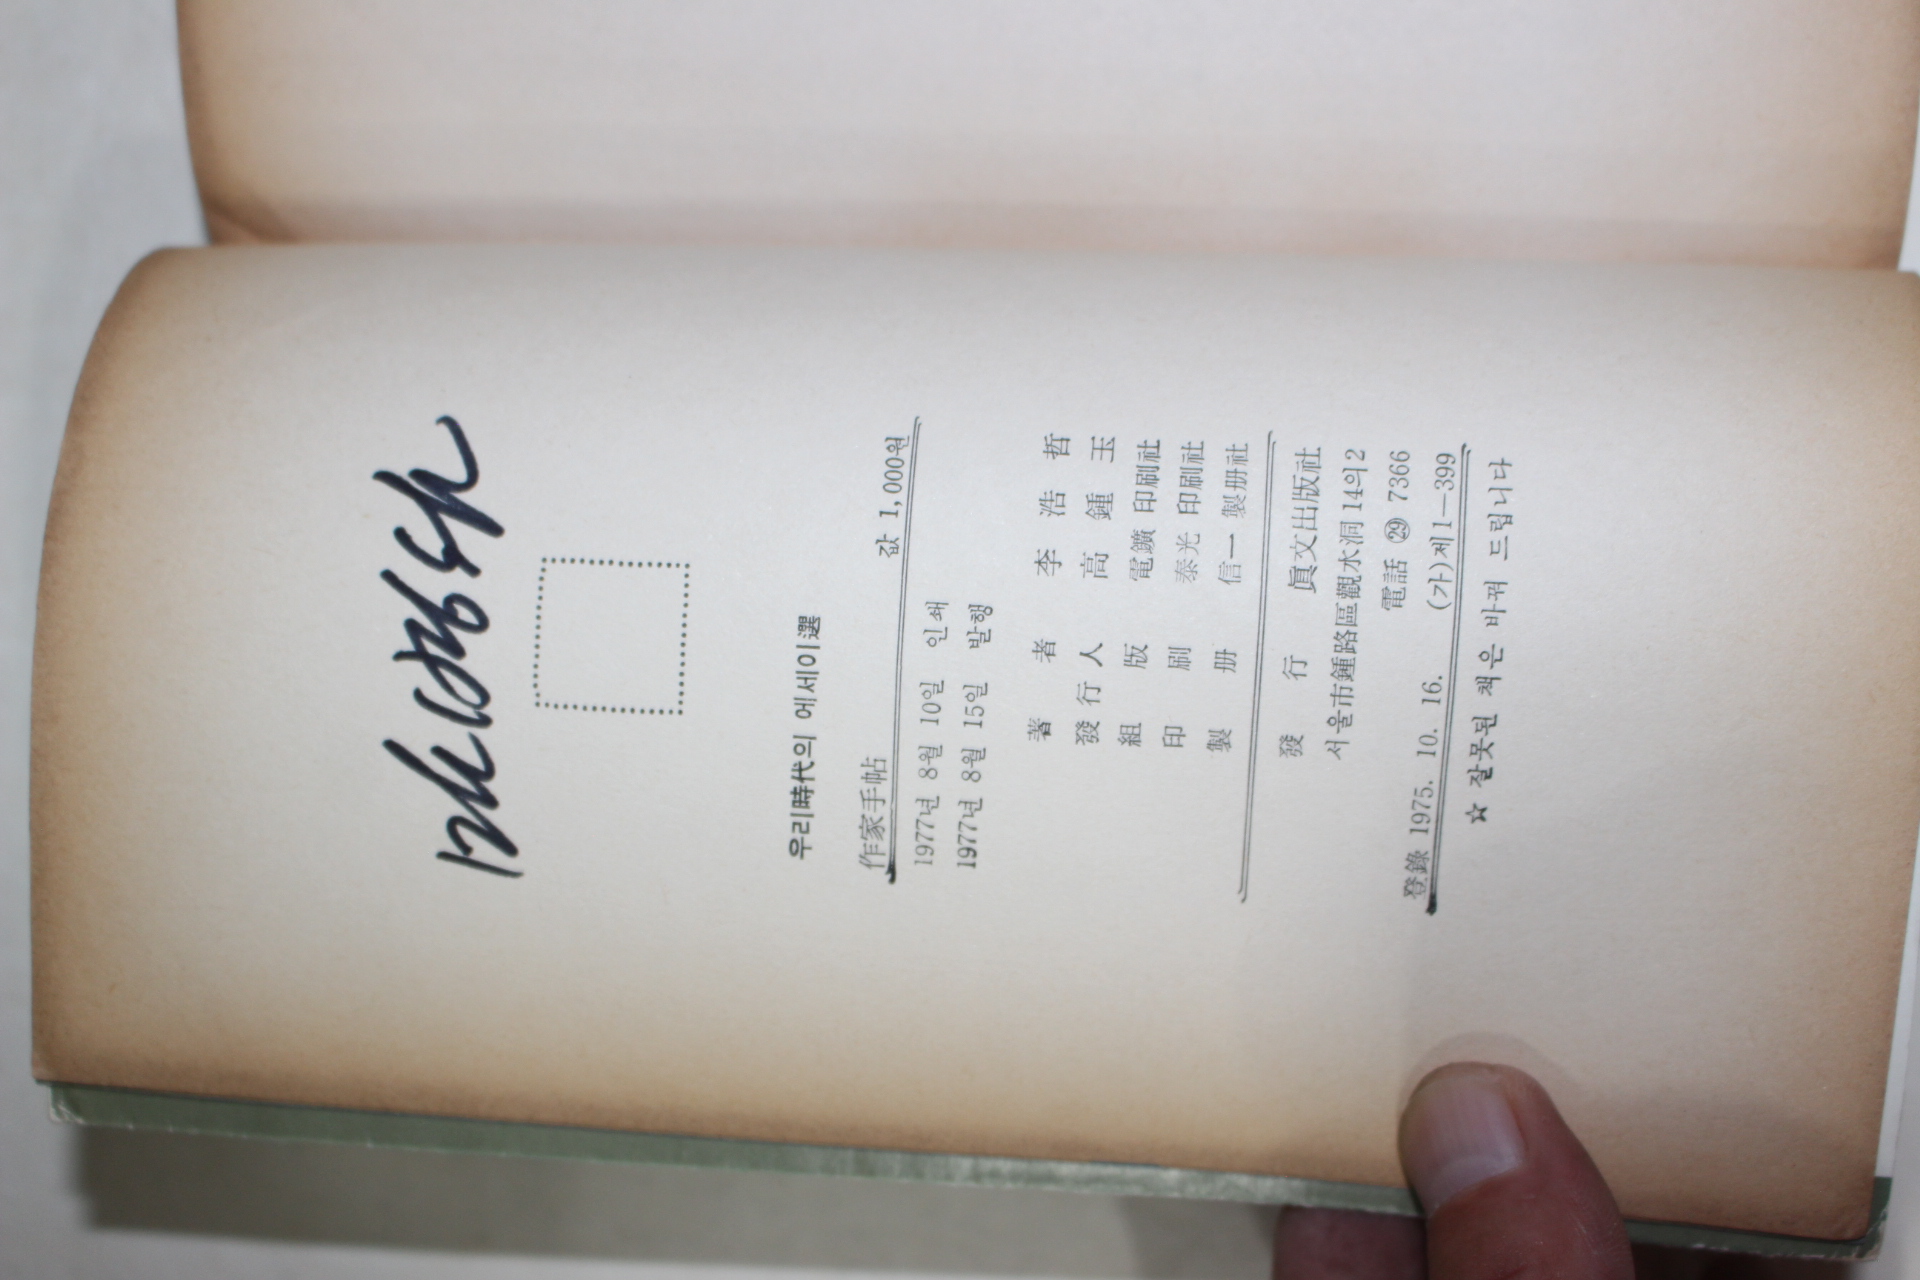 우리時代의 에세이選
作家手帖 값 1,000원
1977년 8월 10일 인쇄
1977년 8월 15일 발행
著者 李浩哲
發行人 高鍾玉
組版 電鑛印刷社
印刷 泰光印刷社
製册 信一製册社
發行 眞文出版社
서울市鍾路區觀水洞14의2
電話 ㉙ 7366
登錄 1975. 10. 16. (가)제1—399
☆ 잘못된 책은 바꿔 드립니다